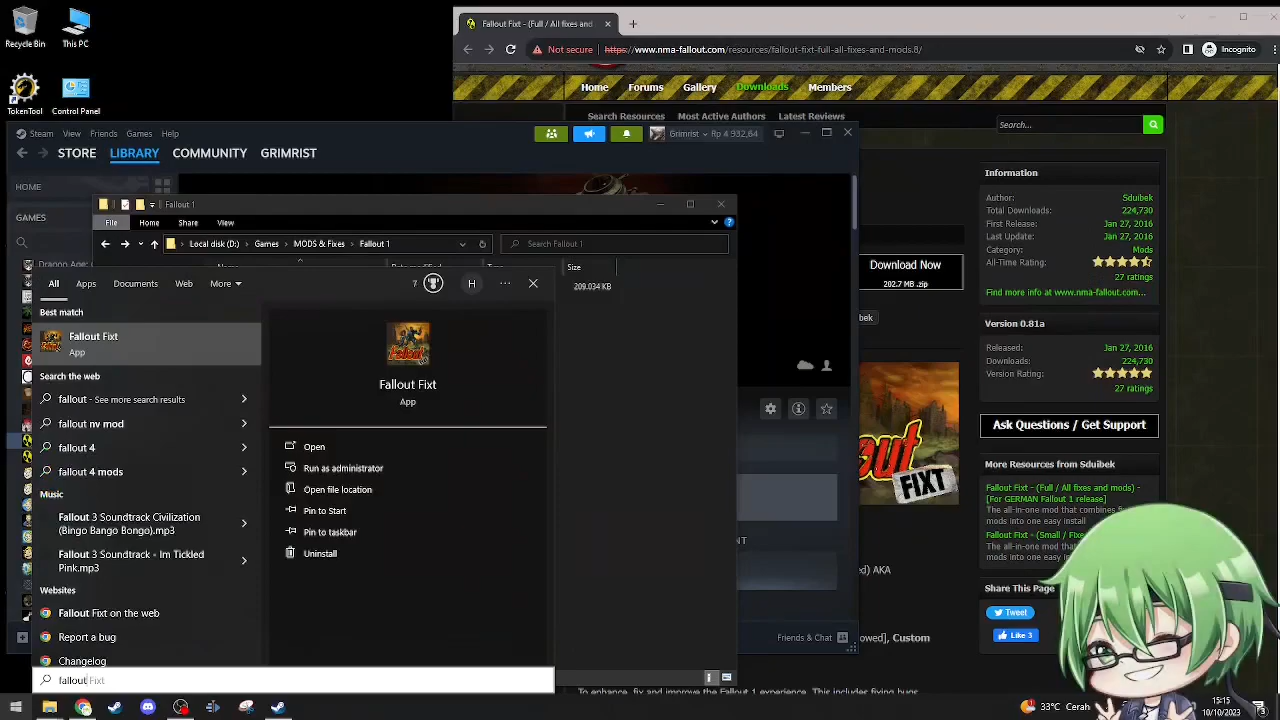 Recycle Bin
This PC
TokenTool
Control Panel
Fallout Fixt - (Full / All fixes and
Not secure
https://www.nma-fallout.com/resources/fallout-fixt-full-all-fixes-and-mods.8/
Incognito
Home
Forums
Gallery
Downloads
Members
Search Resources
Most Active Authors
Latest Reviews
Search...
Steam
View
Friends
Games
Help
Grimrist
Rp 4 932,64
STORE
LIBRARY
COMMUNITY
GRIMRIST
HOME
GAMES
Fallout 1
File
Home
Share
View
Local disk (D:)
Games
MODS & Etces
Fallout 1
Search Fallout 1
Size
209,034 KB
All
Documents
Web
More
7
H
Best match
Fallout Fixt
App
Search the web
fallout - See more search results
fallout 4
fallout 4 mods
Music
Fallout 3 Soundtrack Civilization
(Bingo Bango Bongo).mp3
Fallout 3 Soundtrack - Im Tickled
Pink.mp3
Websites
Fallout Fixt on the web
Report a bug
Changelog
fallout Fixt
Fallout Fixt
App
Open
Run as administrator
Open file location
Pin to Start
Pin to taskbar
Uninstall
Friends & Chat
Download Now
202.7 MB .zip
FIXT
ed) AKA
owed], Custom
To enhance, fix and improve the Fallout 1 experience. This includes fixing bugs,
Information
Author:
Sduibek
Total Downloads:
224,730
First Release:
Jan 27, 2016
Last Update:
Jan 27, 2016
Category:
Mods
All-Time Rating:
27 ratings
Find more info at www.nma-fallout.com...
Version 0.81a
Released:
Jan 27, 2016
Downloads:
224,730
Version Rating:
27 ratings
Ask Questions / Get Support
More Resources from Sduibek
Fallout Fixt - (Full / All fixes and mods) -
[For GERMAN Fallout 1 release]
The all-in-one mod that combines
mods into one easy install
Fallout Fixt - (Small / Fixe
The all-in-one mod
mods into one easy
Share This Page
Tweet
Like 3
33°C
Cerah
15:15
10/10/2023